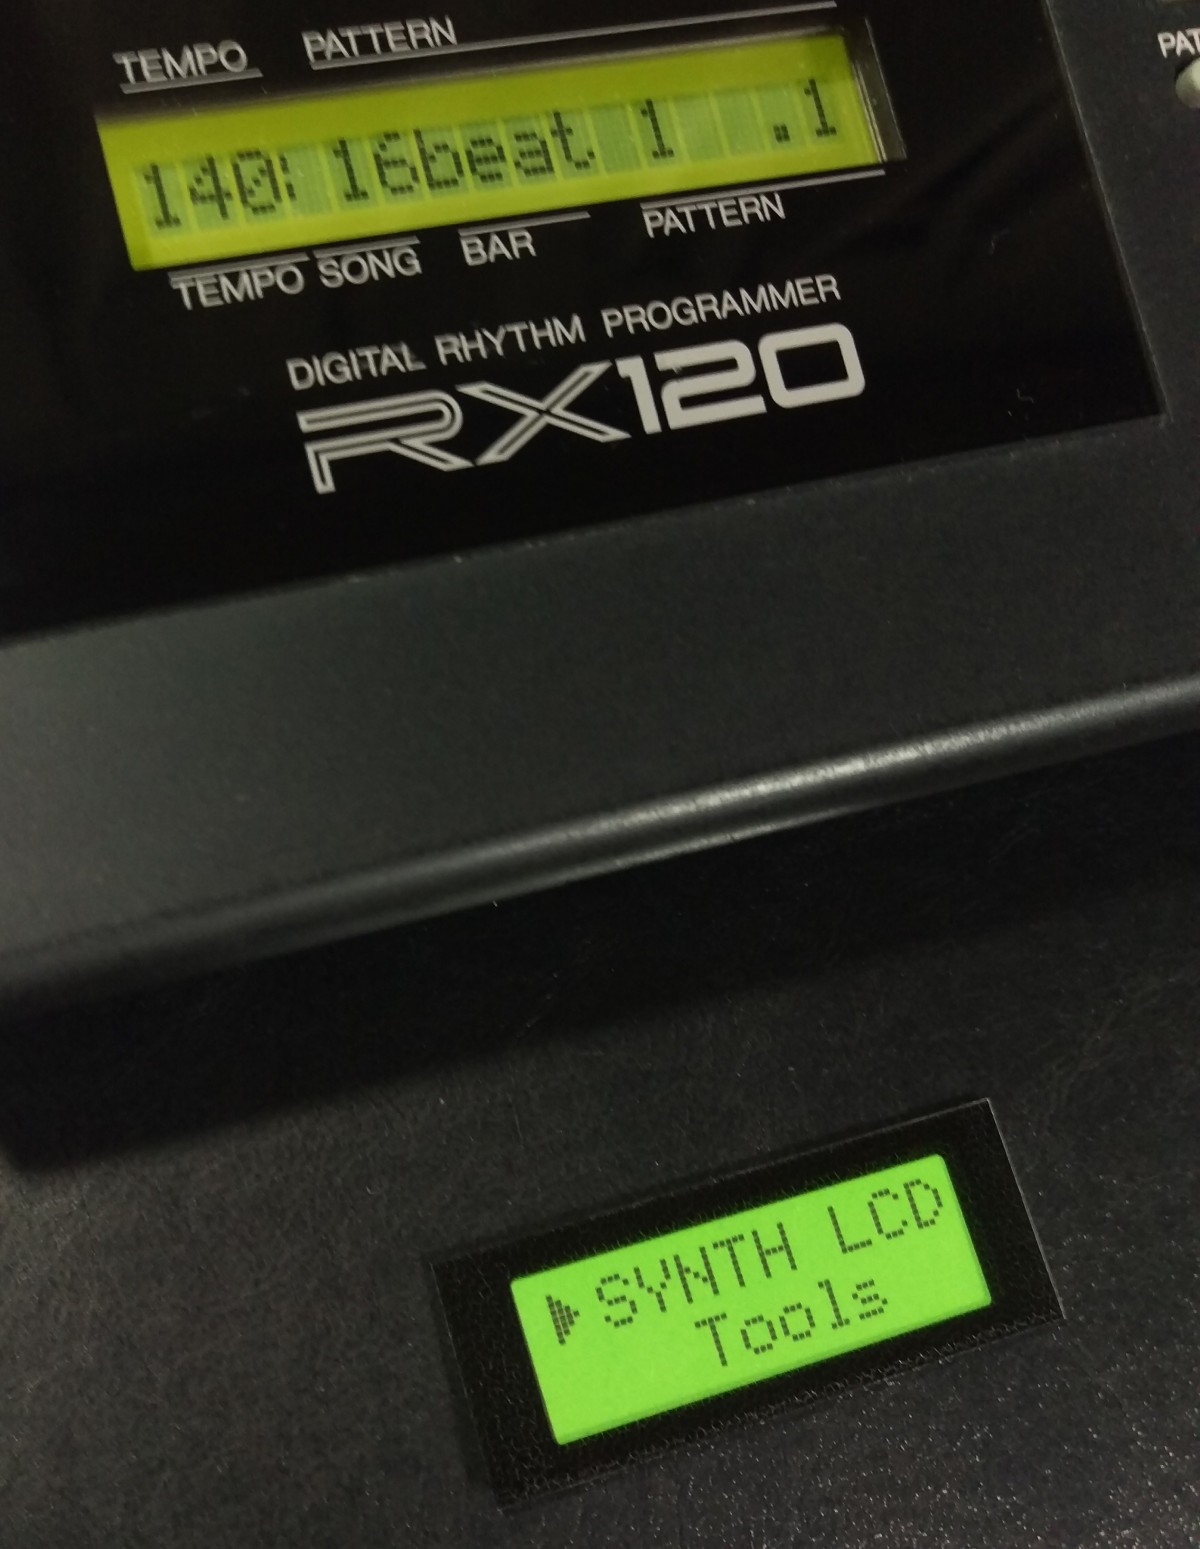 TEMPO PATTERN
140: 16beat 1 .1
TEMPO SONG BAR PATTERN
DIGITAL RHYTHM PROGRAMMER
RX120
▶SYNTH LCD
Tools